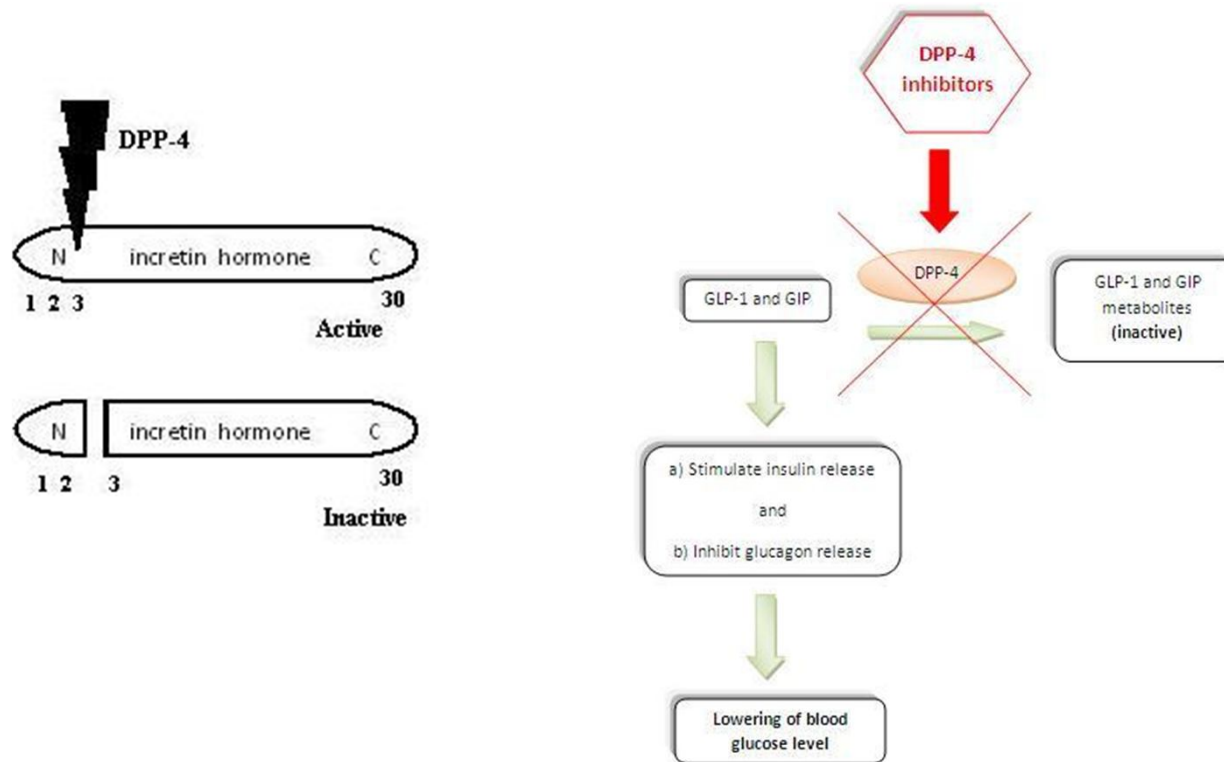 DPP-4
N incretin hormone C
1 2 3 30
Active
N incretin hormone C
1 2 3 30
Inactive
DPP-4
inhibitors
DPP-4
GLP-1 and GIP
GLP-1 and GIP
metabolites
(inactive)
a) Stimulate insulin release
and
b) Inhibit glucagon release
Lowering of blood
glucose level